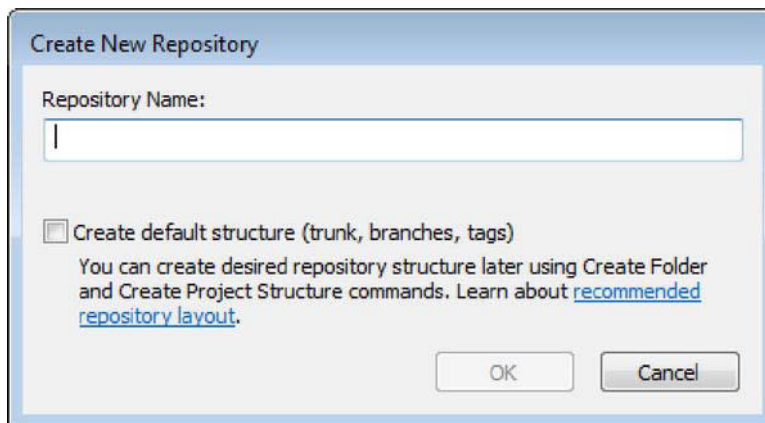 Create New Repository
Repository Name:
Create default structure (trunk, branches, tags)
You can create desired repository structure later using Create Folder
and Create Project Structure commands. Learn about recommended
repository layout.
OK
Cancel